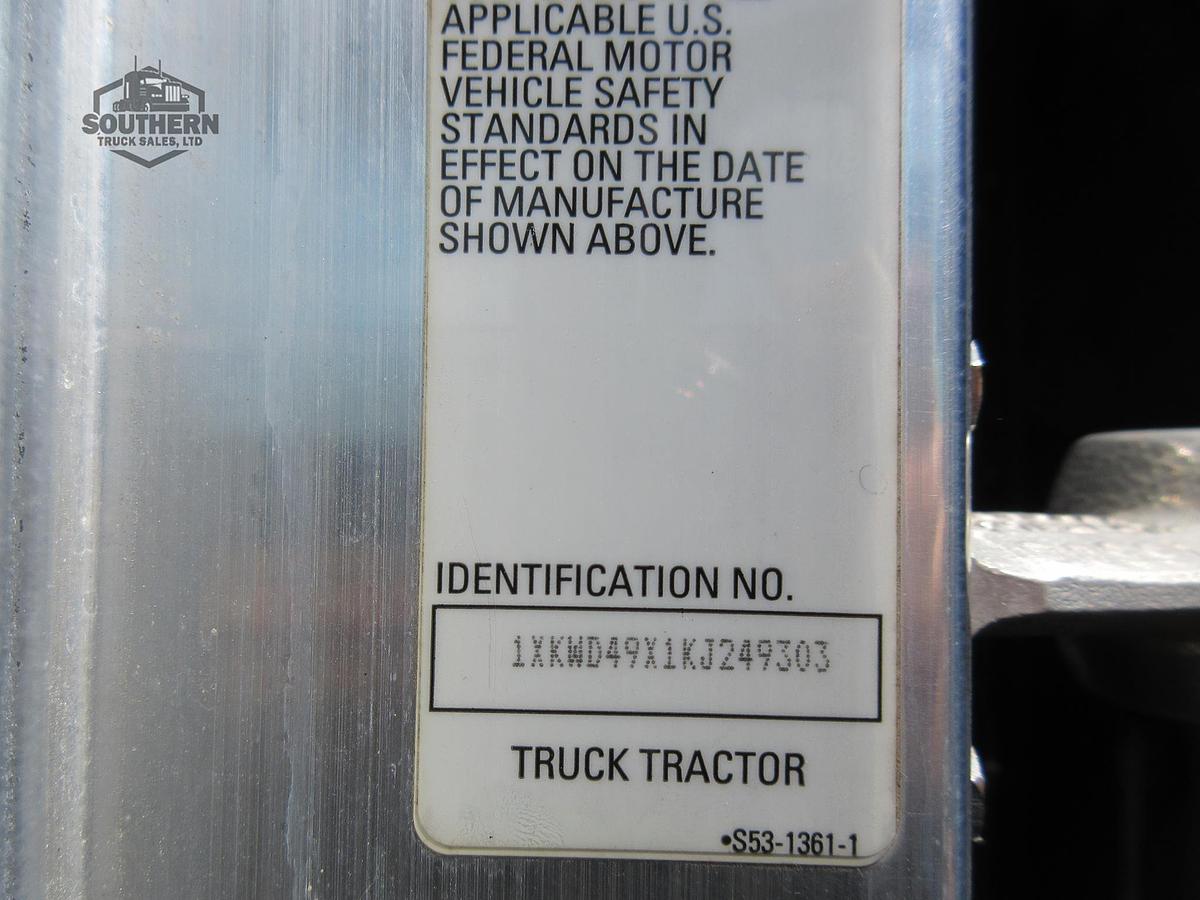 SOUTHERN
TRUCK SALES, LTD
APPLICABLE U.S.
FEDERAL MOTOR
VEHICLE SAFETY
STANDARDS IN
EFFECT ON THE DATE
OF MANUFACTURE
SHOWN ABOVE.
IDENTIFICATION NO.
1XKWD49X1KJ249303
TRUCK TRACTOR
•S53-1361-1